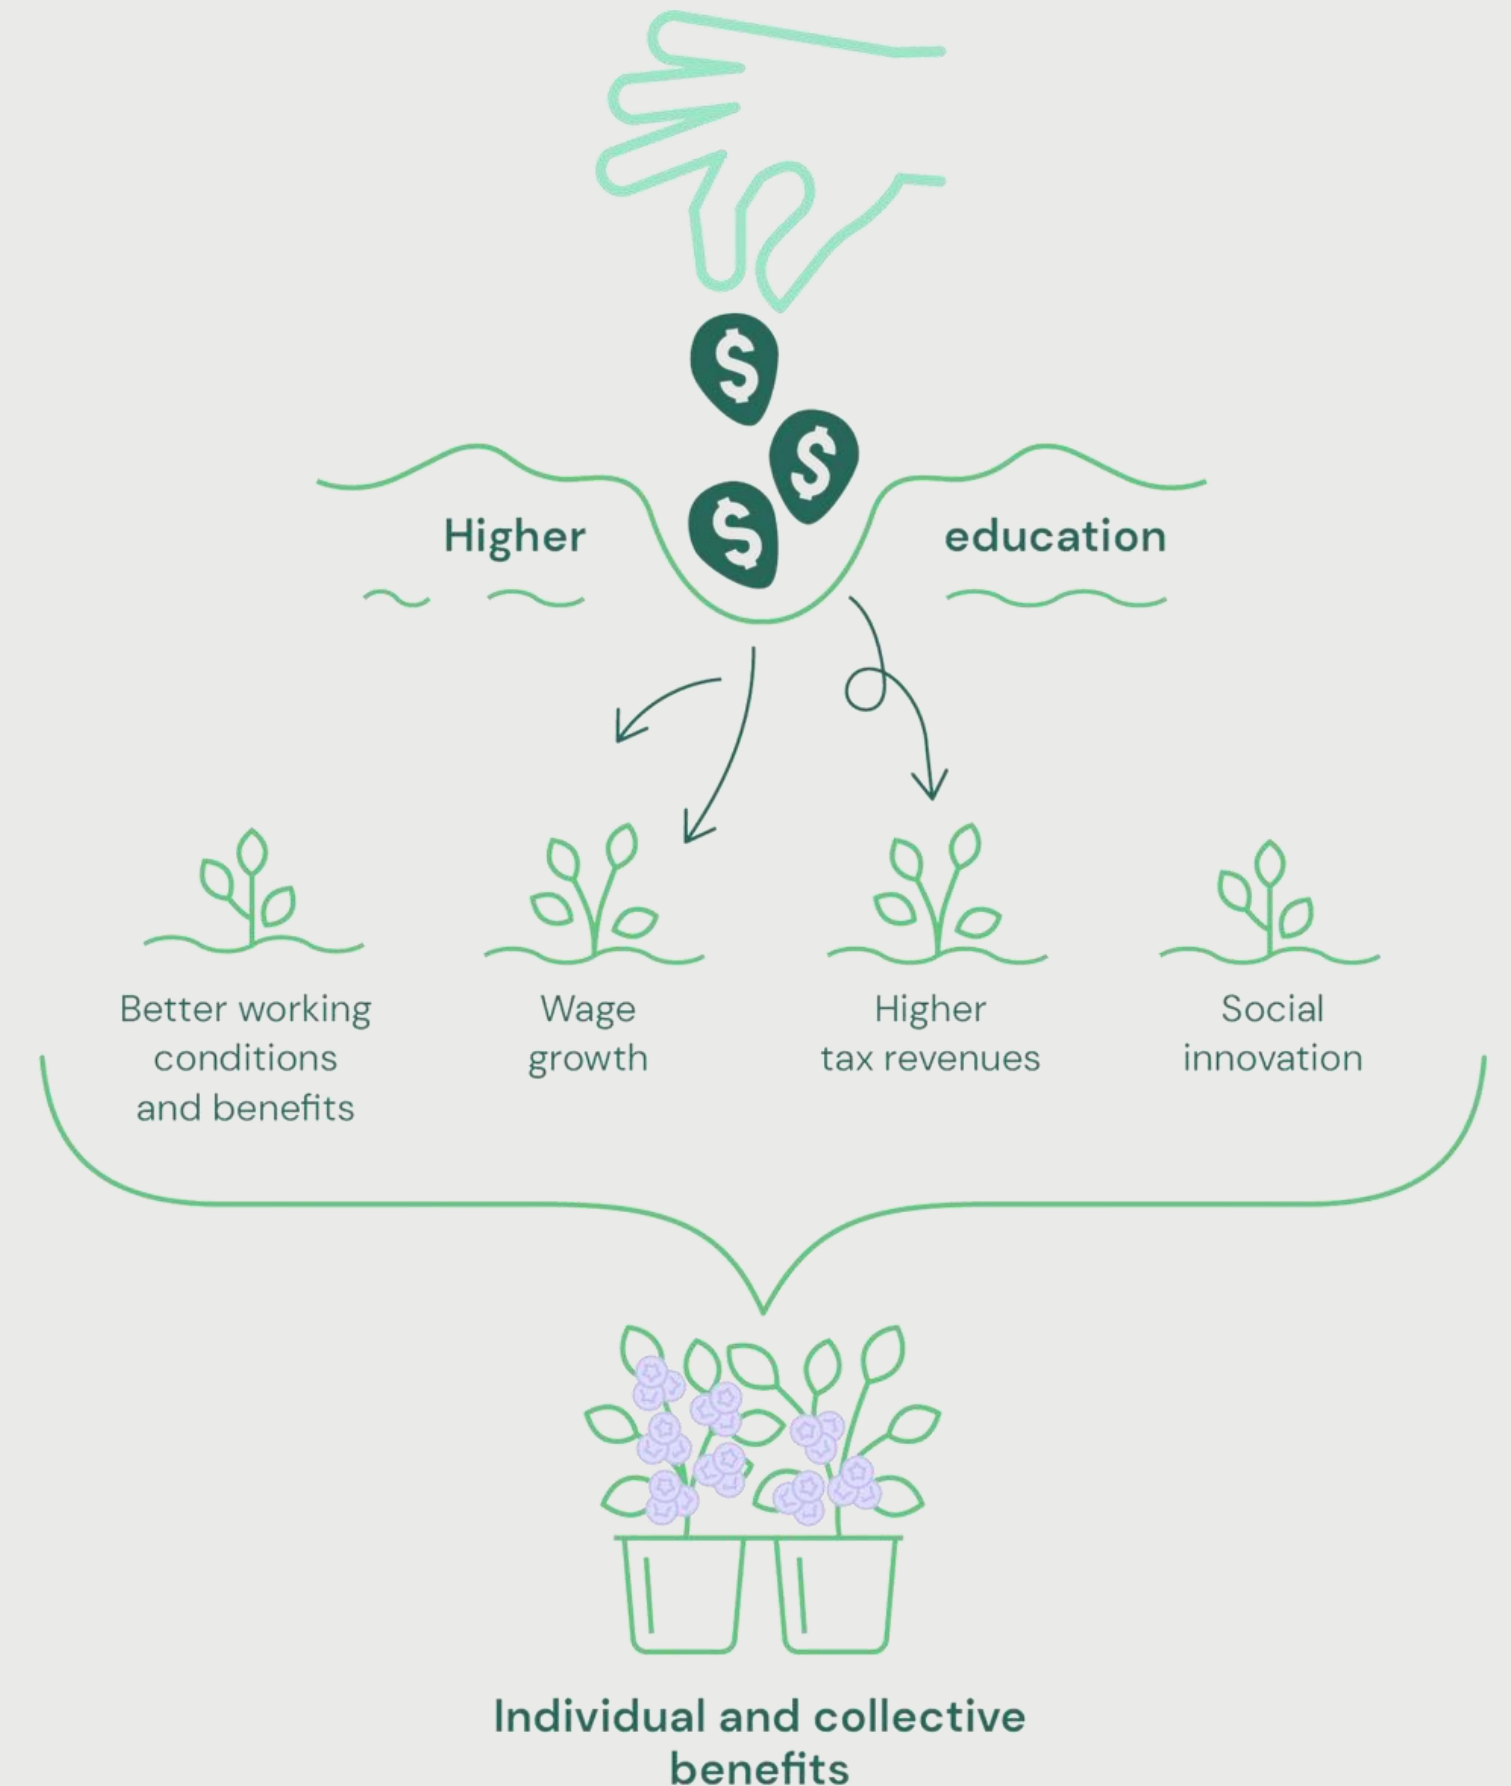 $
$
$
Higher education
Better working
conditions
and benefits
Wage
growth
Higher
tax revenues
Social
innovation
Individual and collective
benefits